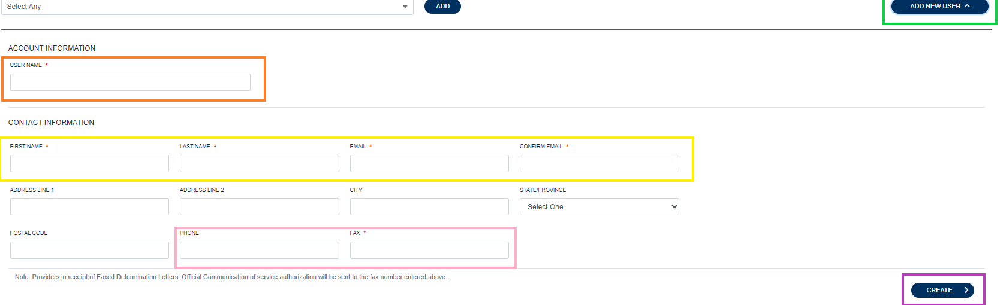 Select Any ADD ADD NEW USER
ACCOUNT INFORMATION
USER NAME *
CONTACT INFORMATION
FIRST NAME * LAST NAME * EMAIL * CONFIRM EMAIL *
ADDRESS LINE 1 ADDRESS LINE 2 CITY STATE/PROVINCE
Select One
POSTAL CODE PHONE FAX *
Note: Providers in receipt of Faxed Determination Letters: Official Communication of service authorization will be sent to the fax number entered above.
CREATE